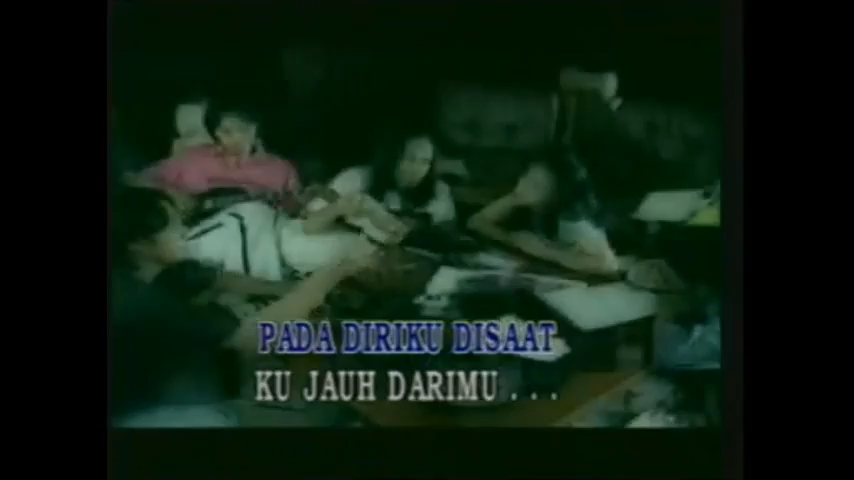 PADA DIRIKU DISAAT
KU JAUH DARIMU . . .